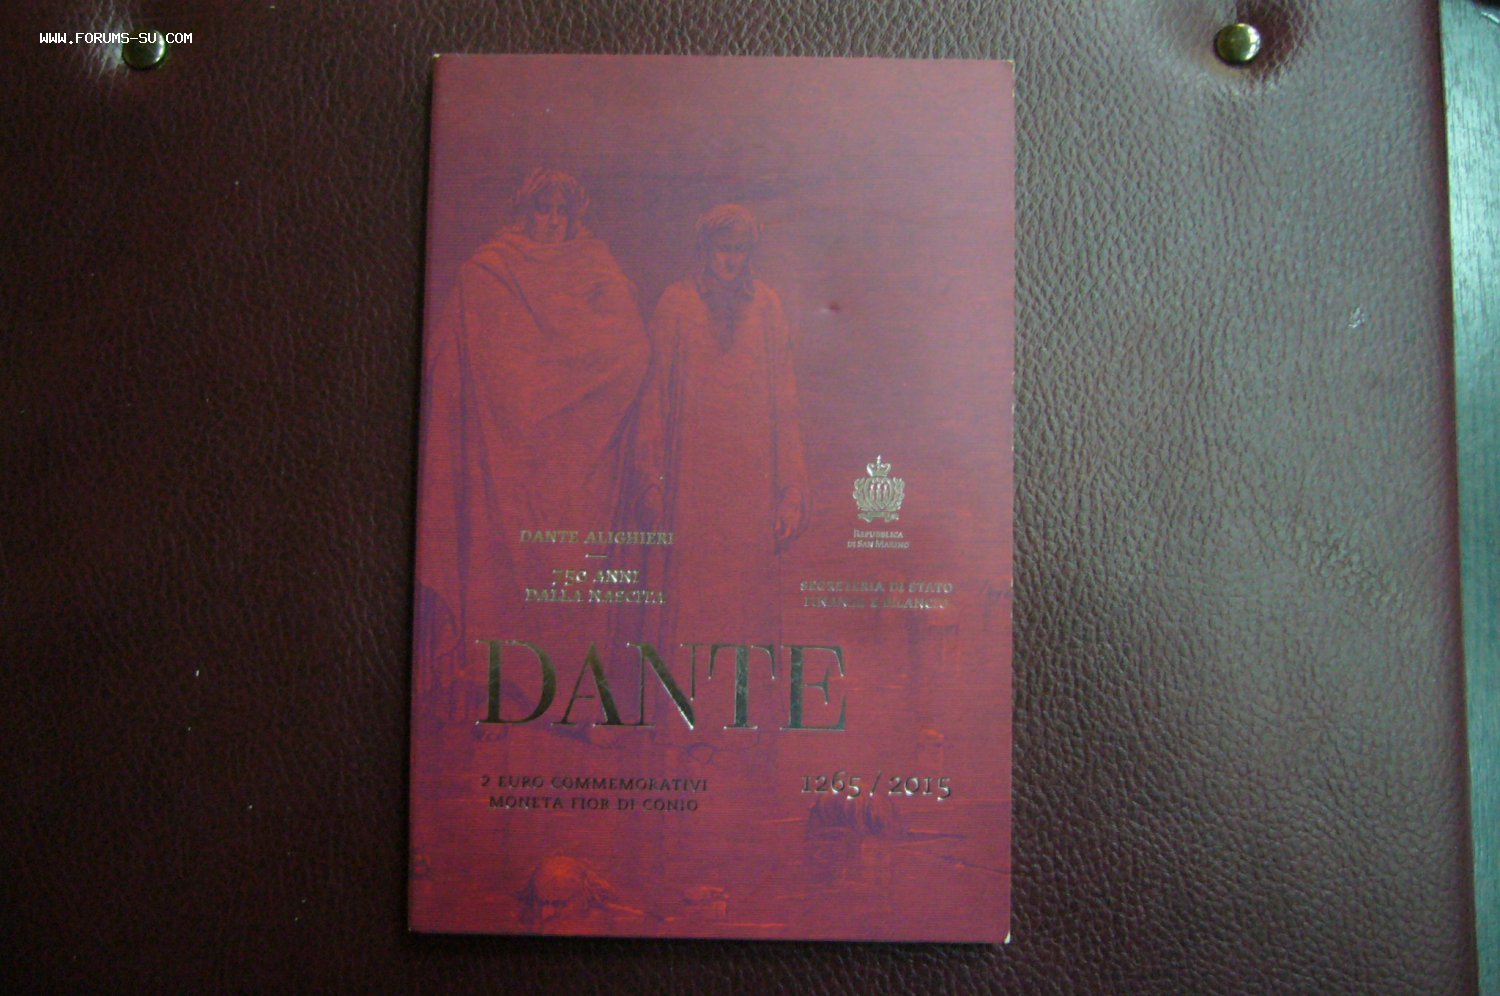 WWW.FORUMS-SU.COM
DANTE ALIGHIERI
750 ANNI
DALLA NASCITA
REPUBBLICA
DI SAN MARINO
SEGRETERIA DI STATO
FINANZE E BILANCIO
DANTE
2 EURO COMMEMORATIVI
MONETA FIOR DI CONIO
1265 / 2015